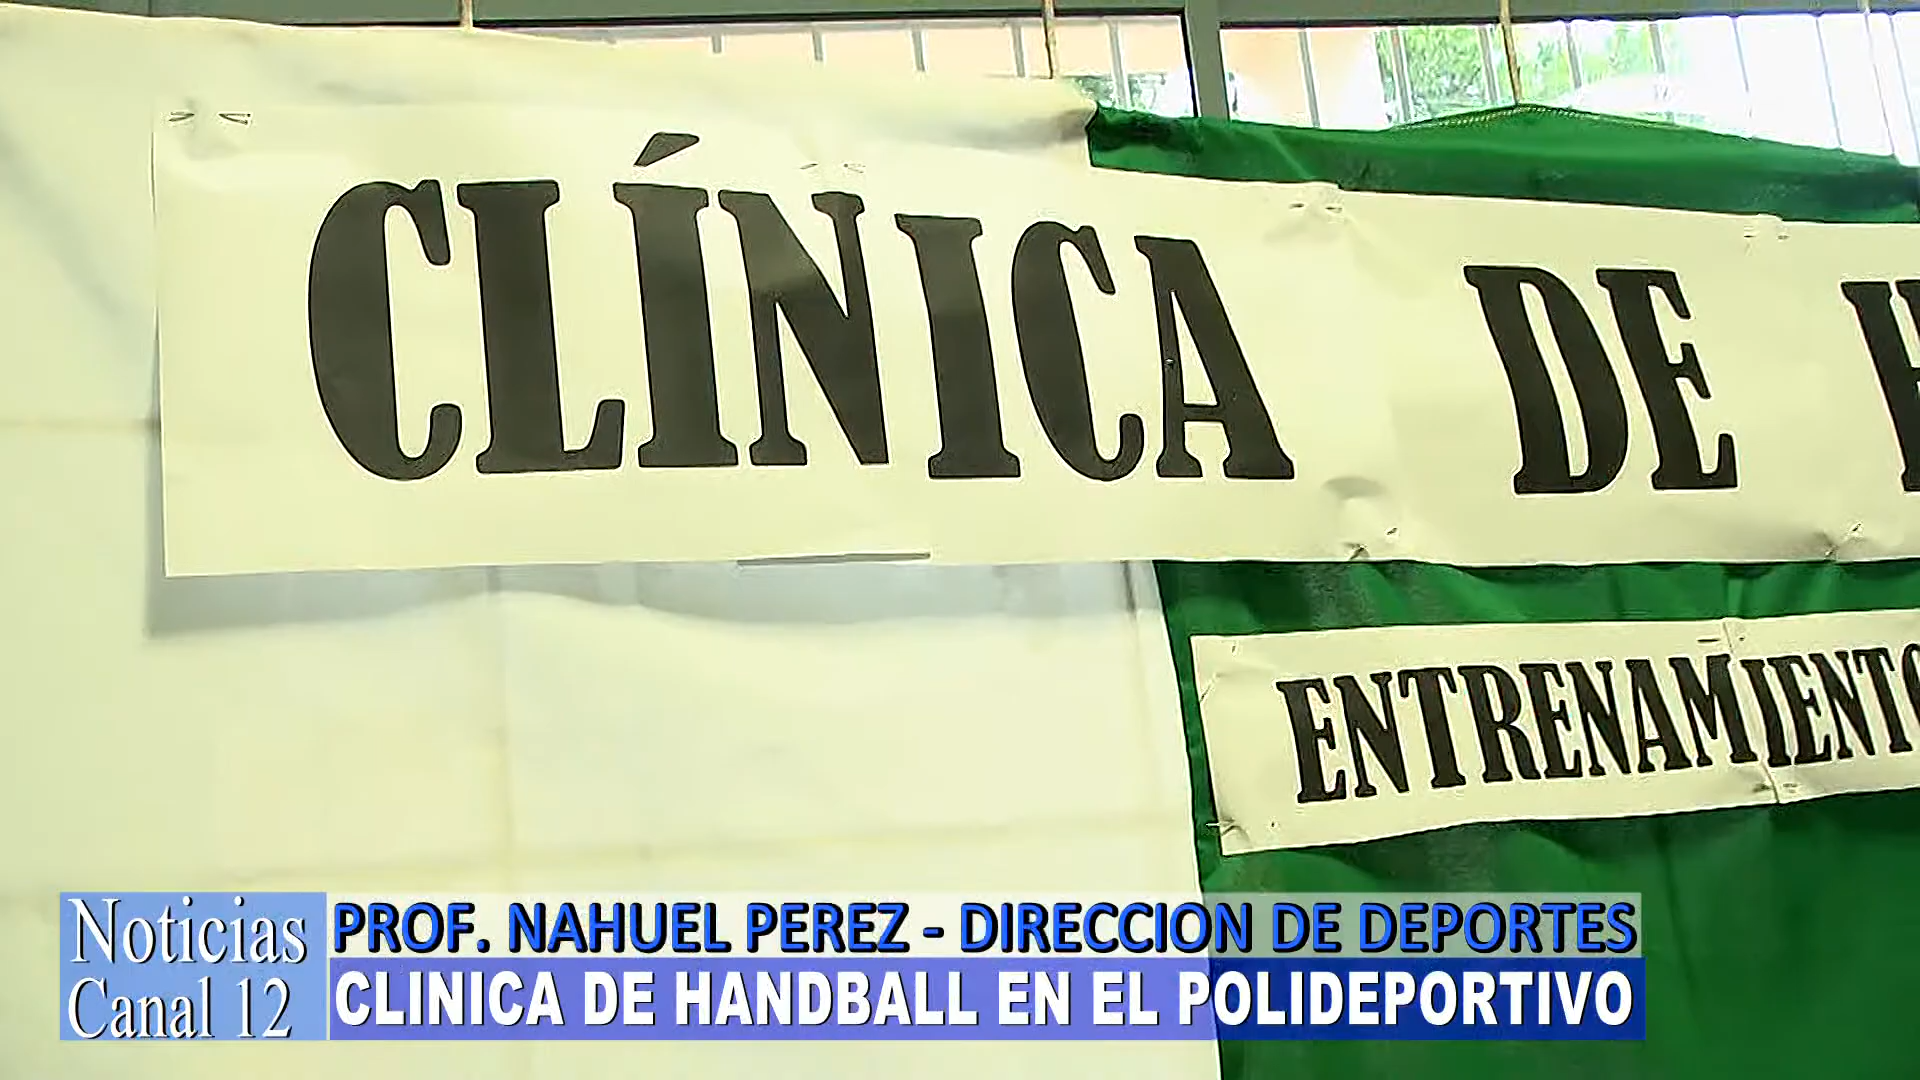 CLÍNICA DE
ENTRENAMIENTO
Noticias
Canal 12
PROF. NAHUEL PEREZ - DIRECCION DE DEPORTES
CLINICA DE HANDBALL EN EL POLIDEPORTIVO